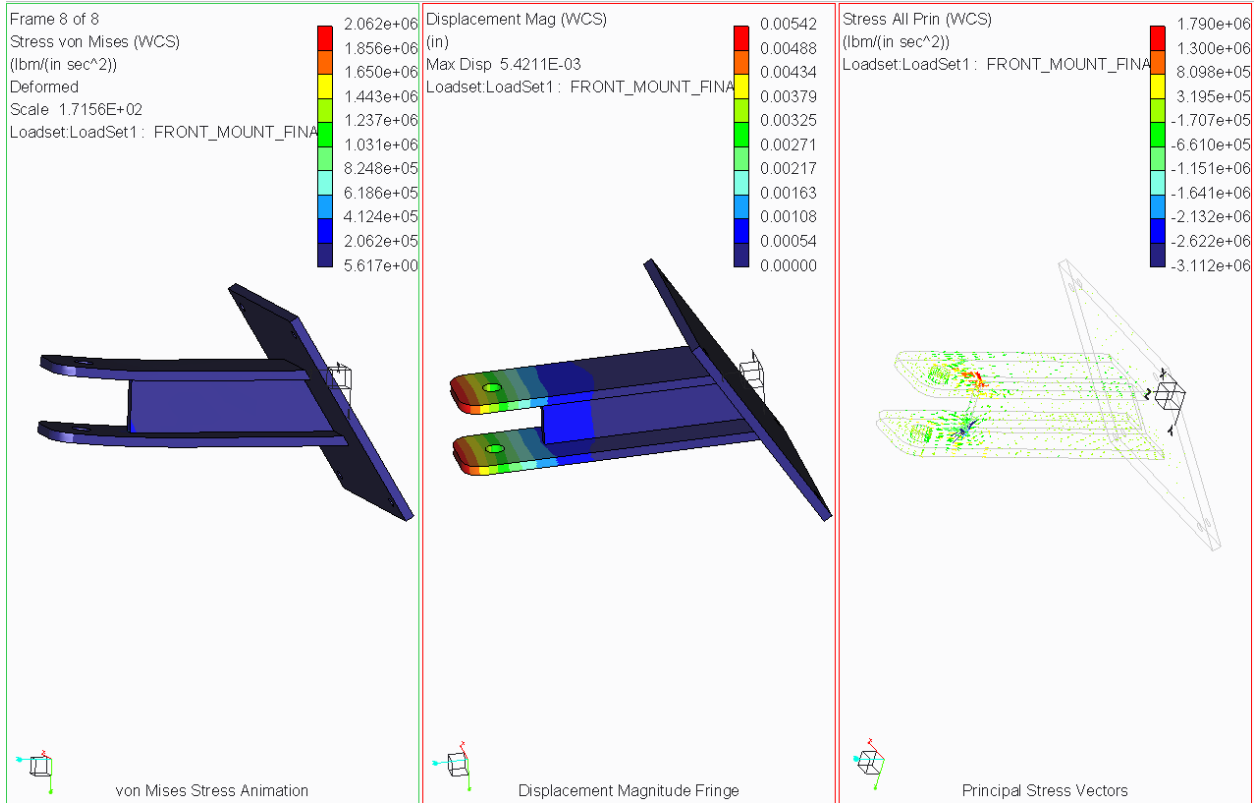 Frame 8 of 8
Stress von Mises (WCS)
(lbm/(in sec^2))
Deformed
Scale 1.7156E+02
Loadset:LoadSet1 : FRONT_MOUNT_FINA
2.062e+06
1.856e+06
1.650e+06
1.443e+06
1.237e+06
1.031e+06
8.248e+05
6.186e+05
4.124e+05
2.062e+05
5.617e+00
von Mises Stress Animation
Displacement Mag (WCS)
(in)
Max Disp 5.4211E-03
Loadset:LoadSet1 : FRONT_MOUNT_FINA
0.00542
0.00488
0.00434
0.00379
0.00325
0.00271
0.00217
0.00163
0.00108
0.00054
0.00000
Displacement Magnitude Fringe
Stress All Prin (WCS)
(lbm/(in sec^2))
Loadset:LoadSet1 : FRONT_MOUNT_FINA
1.790e+06
1.300e+06
8.098e+05
3.195e+05
-1.707e+05
-6.610e+05
-1.151e+06
-1.641e+06
-2.132e+06
-2.622e+06
-3.112e+06
Principal Stress Vectors